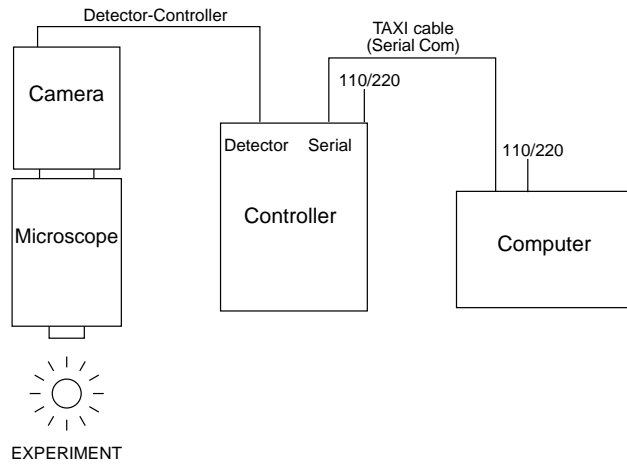 Detector-Controller
TAXI cable
(Serial Com)
110/220
Camera
Detector
Serial
110/220
Controller
Microscope
Computer
EXPERIMENT